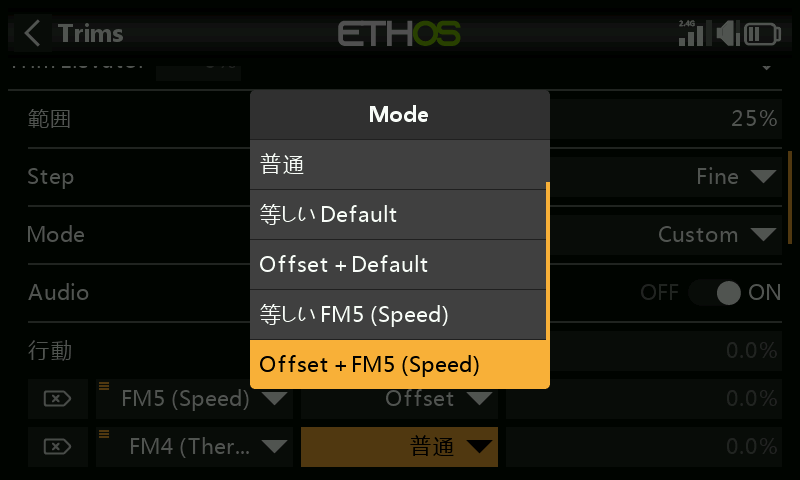 Trims
ETHOS
2.4G
Trim Elevator
Mode
範囲
25%
普通
Step
Fine
等しい Default
Mode
Custom
Offset + Default
Audio
OFF
ON
等しい FM5 (Speed)
行動
0.0%
Offset + FM5 (Speed)
FM5 (Speed)
Offset
0.0%
FM4 (Ther...
普通
0.0%